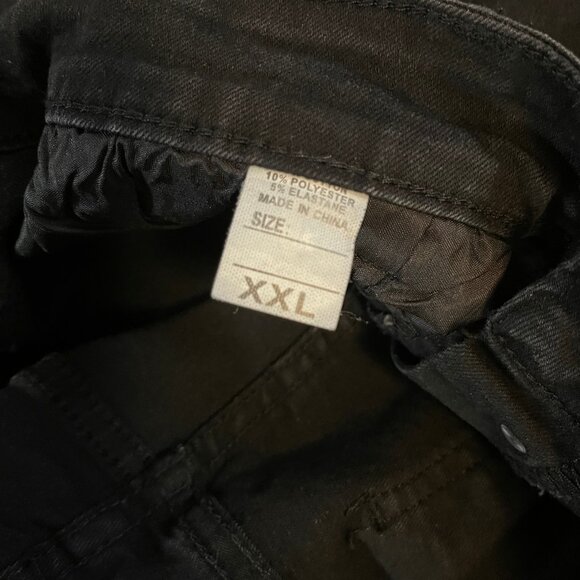 10% POLYESTER
5% ELASTANE
MADE IN CHINA
SIZE:
XXL